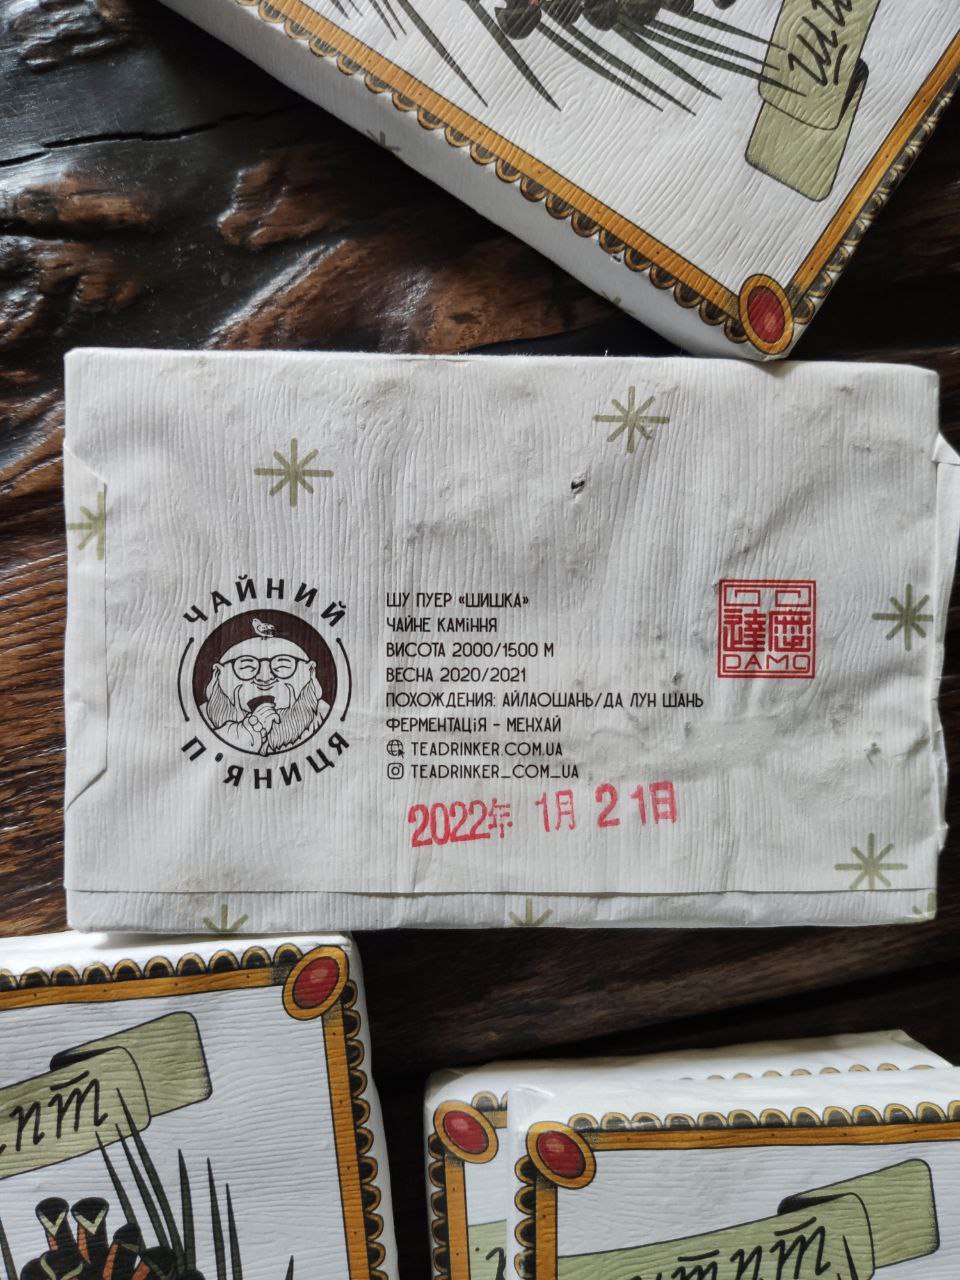 ЧАЙНИЙ
П'ЯНИЦЯ
ШУ ПУЕР «ШИШКА»
ЧАЙНЕ КАМІННЯ
ВИСОТА 2000/1500 М
ВЕСНА 2020/2021
ПОХОЖДЕНИЯ: АЙЛАОШАНЬ/ДА ЛУН ШАНЬ
ФЕРМЕНТАЦІЯ - МЕНХАЙ
TEADRINKER.COM.UA
TEADRINKER_COM_UA
DAMO
2022年 1月 21日